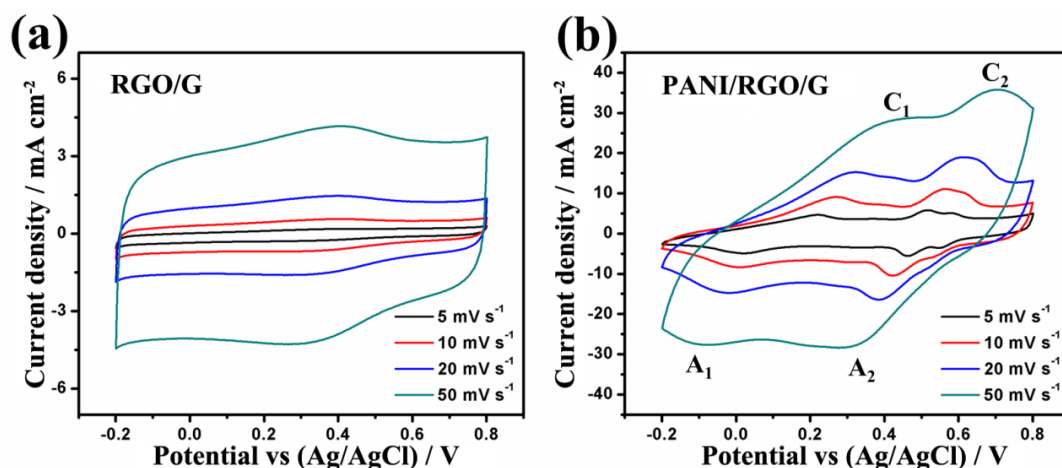 (a)
RGO/G
Current density / mA cm⁻²
6
3
0
-3
-6
5 mV s⁻¹
10 mV s⁻¹
20 mV s⁻¹
50 mV s⁻¹
-0.2 0.0 0.2 0.4 0.6 0.8
Potential vs (Ag/AgCl) / V
(b)
PANI/RGO/G
C₁
C₂
A₁
A₂
Current density / mA cm⁻²
40
30
20
10
0
-10
-20
-30
-40
5 mV s⁻¹
10 mV s⁻¹
20 mV s⁻¹
50 mV s⁻¹
-0.2 0.0 0.2 0.4 0.6 0.8
Potential vs (Ag/AgCl) / V